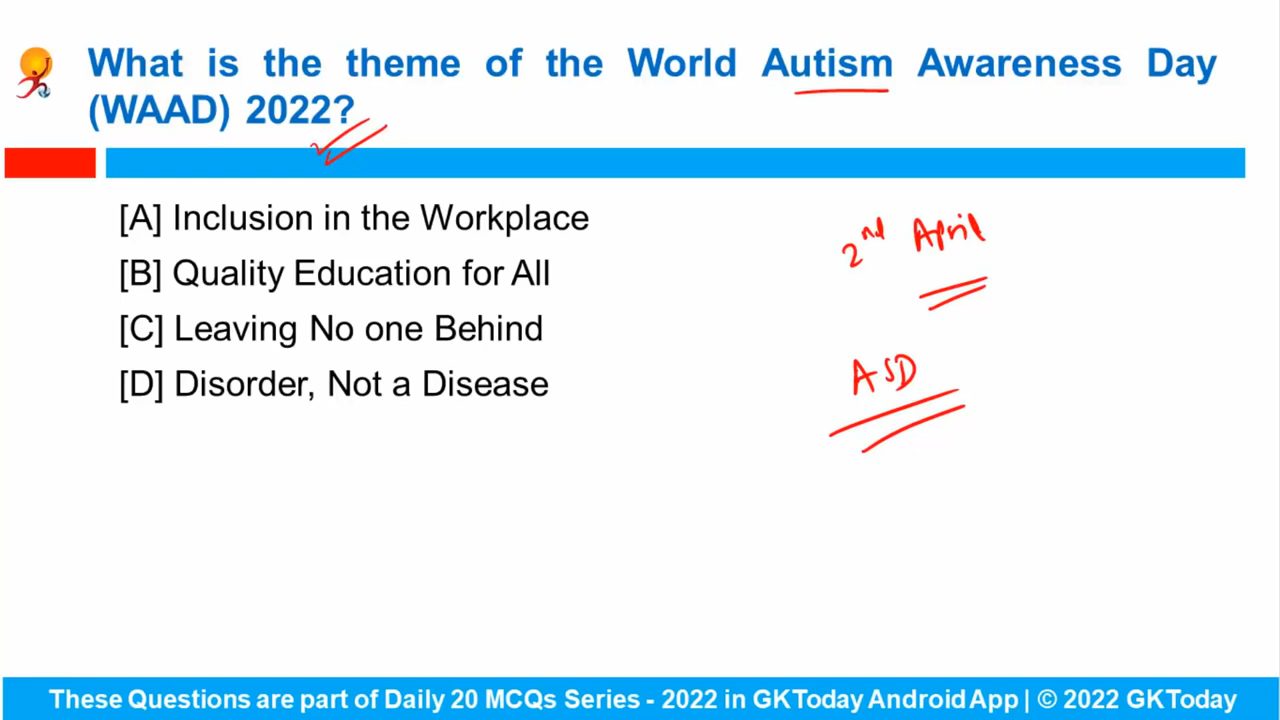 What is the theme of the World Autism Awareness Day
(WAAD) 2022?
[A] Inclusion in the Workplace
[B] Quality Education for All
[C] Leaving No one Behind
[D] Disorder, Not a Disease
2nd April
ASD
These Questions are part of Daily 20 MCQs Series - 2022 in GKToday Android App | © 2022 GKToday